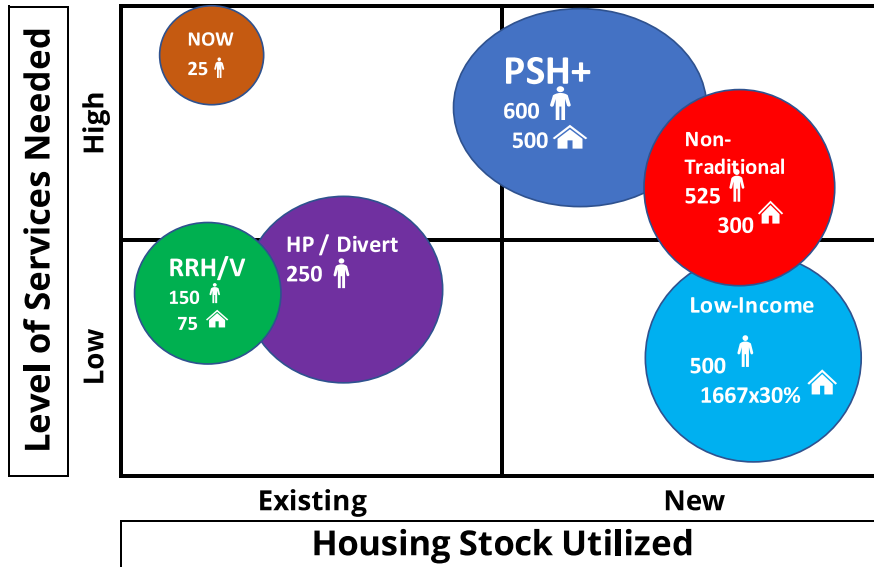 Level of Services Needed
High
Low
NOW
25
PSH+
600
500
Non-
Traditional
525
300
RRH/V
150
75
HP / Divert
250
Low-Income
500
1667x30%
Existing
New
Housing Stock Utilized